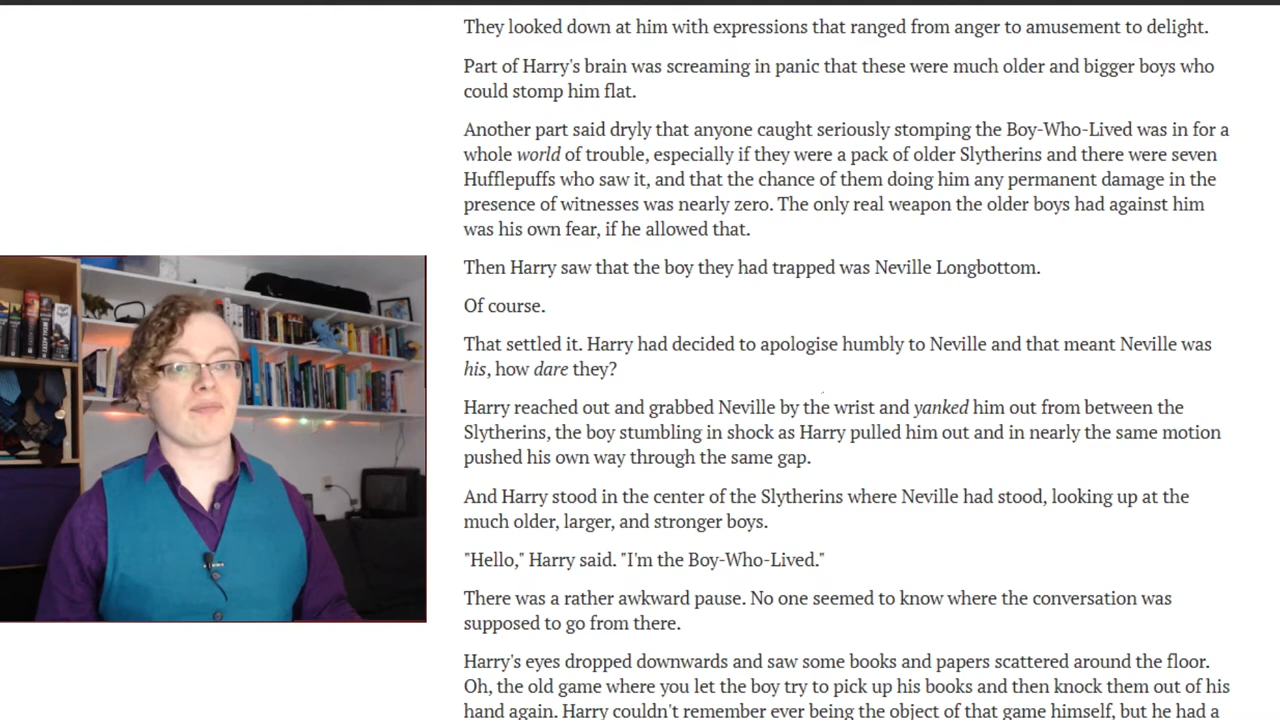 They looked down at him with expressions that ranged from anger to amusement to delight.
Part of Harry's brain was screaming in panic that these were much older and bigger boys who
could stomp him flat.
Another part said dryly that anyone caught seriously stomping the Boy-Who-Lived was in for a
whole world of trouble, especially if they were a pack of older Slytherins and there were seven
Hufflepuffs who saw it, and that the chance of them doing him any permanent damage in the
presence of witnesses was nearly zero. The only real weapon the older boys had against him
was his own fear, if he allowed that.
Then Harry saw that the boy they had trapped was Neville Longbottom.
Of course.
That settled it. Harry had decided to apologise humbly to Neville and that meant Neville was
his, how dare they?
Harry reached out and grabbed Neville by the wrist and yanked him out from between the
Slytherins, the boy stumbling in shock as Harry pulled him out and in nearly the same motion
pushed his own way through the same gap.
And Harry stood in the center of the Slytherins where Neville had stood, looking up at the
much older, larger, and stronger boys.
"Hello," Harry said. "I'm the Boy-Who-Lived."
There was a rather awkward pause. No one seemed to know where the conversation was
supposed to go from there.
Harry's eyes dropped downwards and saw some books and papers scattered around the floor.
Oh, the old game where you let the boy try to pick up his books and then knock them out of his
hand again. Harry couldn't remember ever being the object of that game himself, but he had a